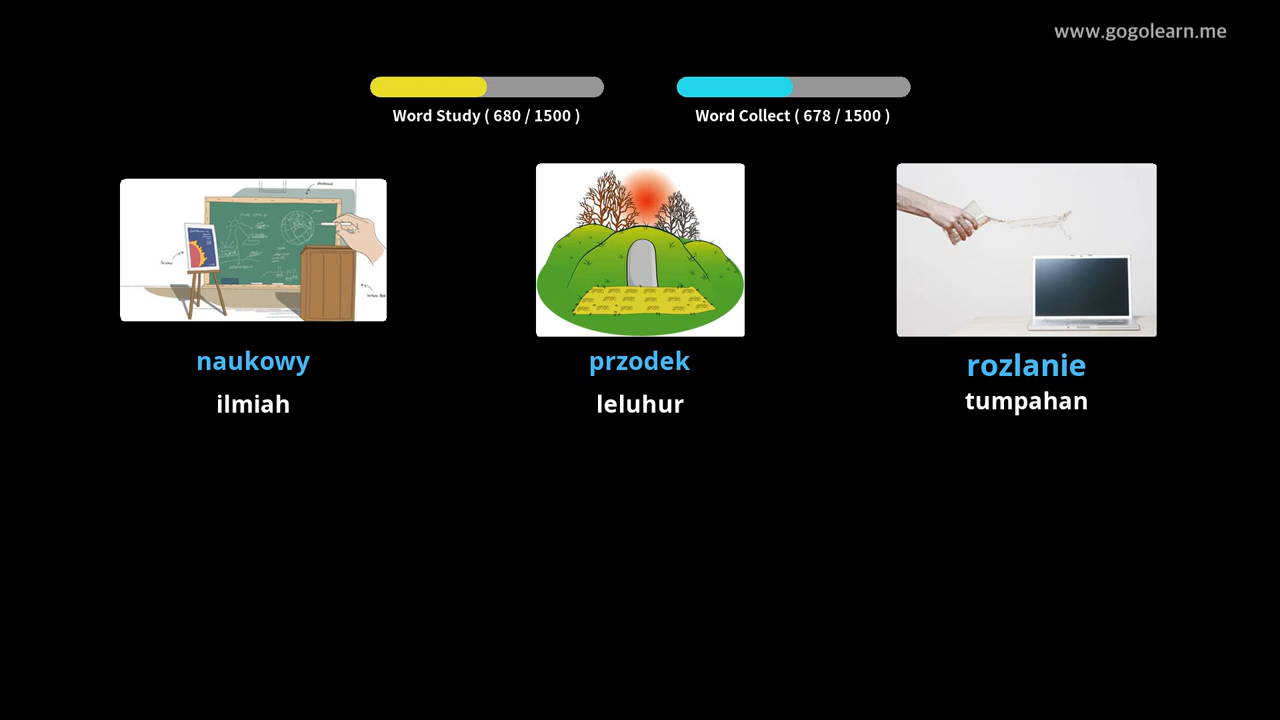 www.gogolearn.me
Word Study ( 680 / 1500 )
Word Collect ( 678 / 1500 )
naukowy
przodek
rozlanie
ilmiah
leluhur
tumpahan